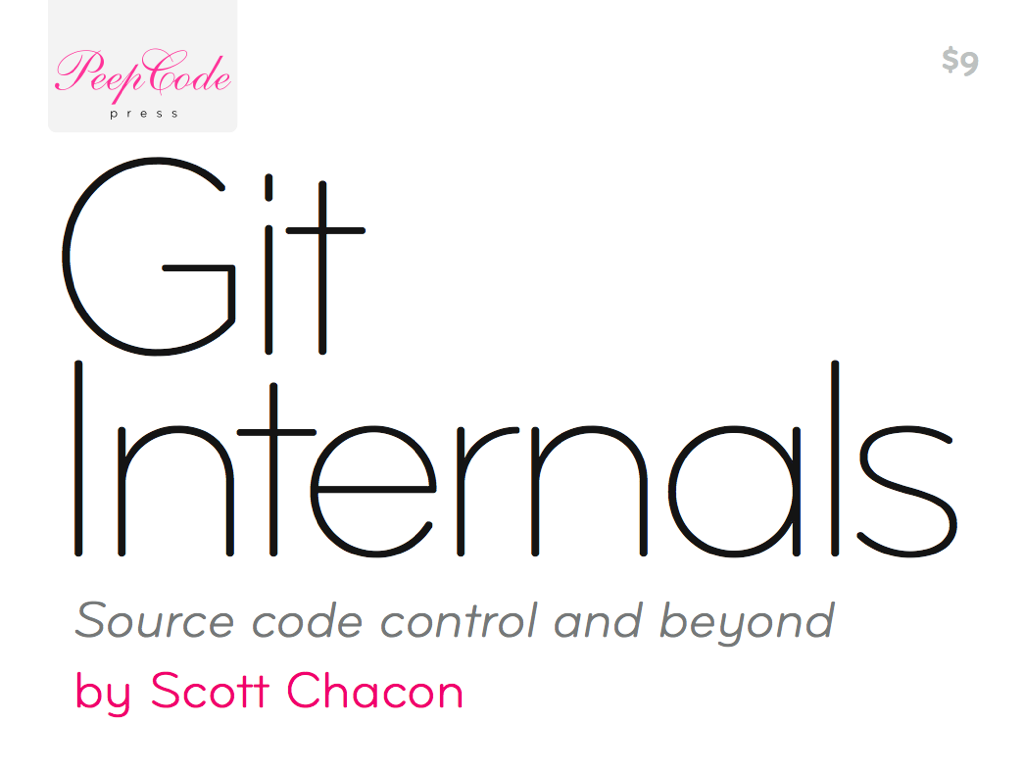 PeepCode
press
$9
Git
Internals
Source code control and beyond
by Scott Chacon